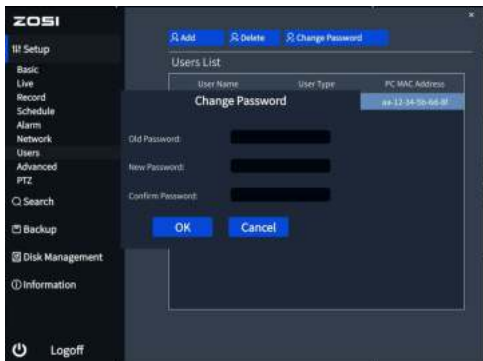 ZOSI
×
Setup
Add
Delete
Change Password
Users List
Basic
Live
Record
Schedule
Alarm
Network
Users
Advanced
PTZ
Search
Backup
Disk Management
Information
Logoff
User Name
User Type
PC MAC Address
Change Password
Old Password:
New Password:
Confirm Password:
OK
Cancel